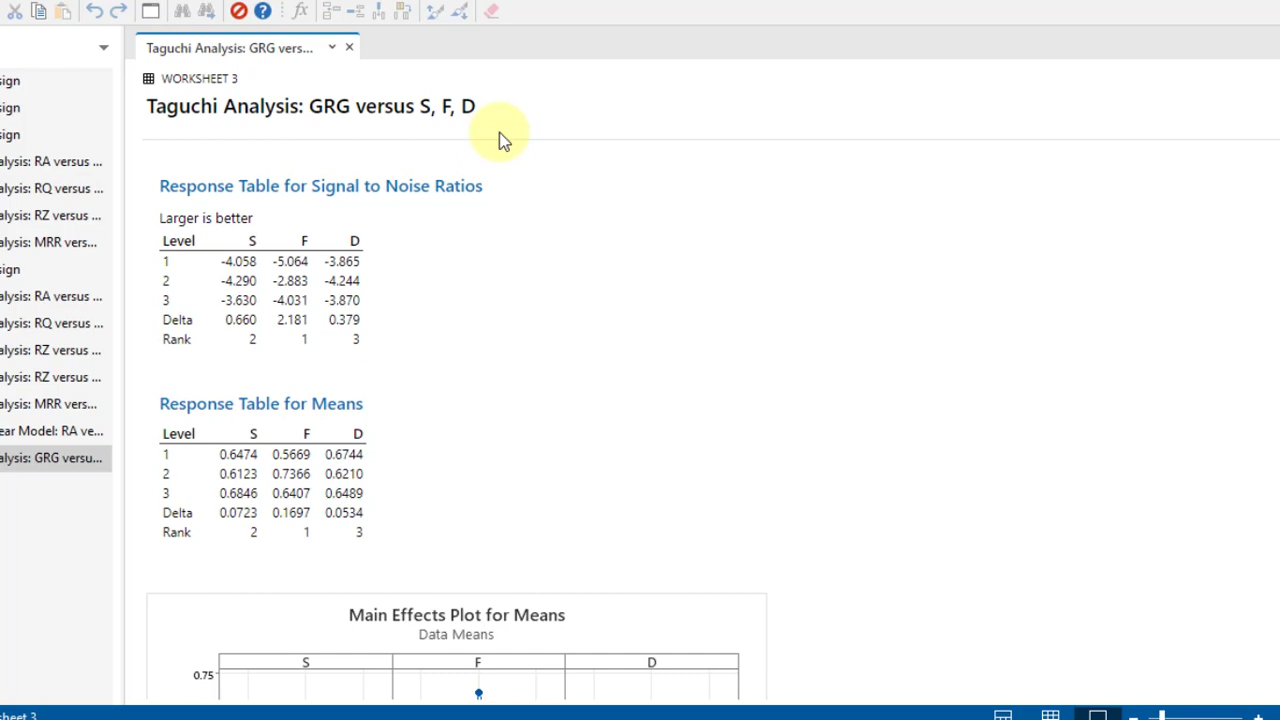 Taguchi Analysis: GRG vers...
WORKSHEET 3
Taguchi Analysis: GRG versus S, F, D
sign
sign
sign
alysis: RA versus ...
alysis: RQ versus ...
alysis: RZ versus ...
alysis: MRR vers...
sign
alysis: RA versus ...
alysis: RQ versus ...
alysis: RZ versus ...
alysis: RZ versus ...
alysis: MRR vers...
ear Model: RA ve...
alysis: GRG versu...
Response Table for Signal to Noise Ratios
Larger is better
Level S F D
1 -4.058 -5.064 -3.865
2 -4.290 -2.883 -4.244
3 -3.630 -4.031 -3.870
Delta 0.660 2.181 0.379
Rank 2 1 3
Response Table for Means
Level S F D
1 0.6474 0.5669 0.6744
2 0.6123 0.7366 0.6210
3 0.6846 0.6407 0.6489
Delta 0.0723 0.1697 0.0534
Rank 2 1 3
Main Effects Plot for Means
Data Means
S F D
0.75
sheet 3